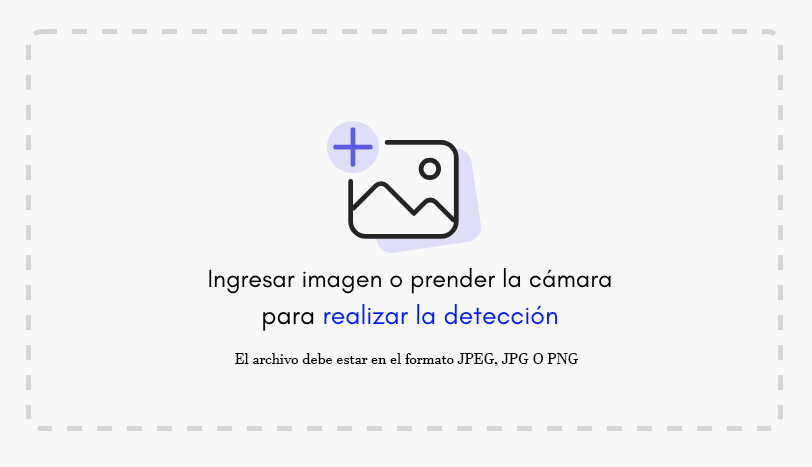 Ingresar imagen o prender la cámara
para realizar la detección
El archivo debe estar en el formato JPEG, JPG O PNG